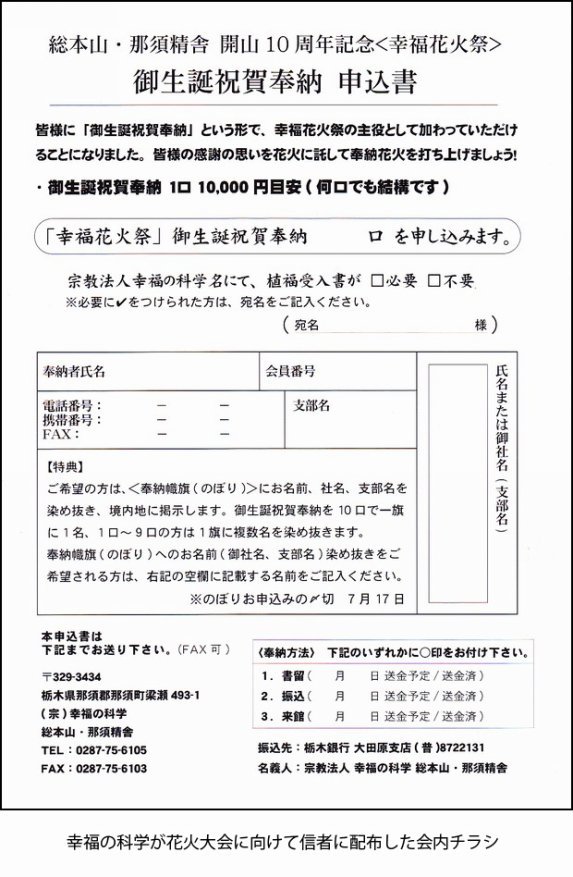 総本山・那須精舎 開山10周年記念<幸福花火祭>
御生誕祝賀奉納 申込書
皆様に「御生誕祝賀奉納」という形で、幸福花火祭の主役として加わっていただけ
ることになりました。皆様の感謝の思いを花火に託して奉納花火を打ち上げましょう!
・御生誕祝賀奉納 1口 10,000 円目安(何口でも結構です)
「幸福花火祭」御生誕祝賀奉納 口 を申し込みます。
宗教法人幸福の科学名にて、植福受入書が □必要 □不要
※必要に✔をつけられた方は、宛名をご記入ください。
(宛名 様)
奉納者氏名
会員番号
電話番号: ー ー
携帯番号: ー ー
FAX: ー ー
支部名
氏名または御社名(支部名)
【特典】
ご希望の方は、<奉納幟旗(のぼり)>にお名前、社名、支部名を
染め抜き、境内地に掲示します。御生誕祝賀奉納を10口で一旗
に1名、1口～9口の方は1旗に複数名を染め抜きます。
奉納幟旗(のぼり)へのお名前(御社名、支部名)染め抜きをご
希望される方は、右記の空欄に記載する名前をご記入ください。
※のぼりお申込みの〆切 7月17日
本申込書は
下記までお送り下さい。(FAX可)
〒329-3434
栃木県那須郡那須町梁瀬 493-1
(宗)幸福の科学
総本山・那須精舎
TEL:0287-75-6105
FAX:0287-75-6103
〈奉納方法〉 下記のいずれかに○印をお付け下さい。
1.書留( 月 日 送金予定/送金済)
2.振込( 月 日 送金予定/送金済)
3.来館( 月 日 送金予定/送金済)
振込先:栃木銀行 大田原支店(普)8722131
名義人:宗教法人 幸福の科学 総本山・那須精舎
幸福の科学が花火大会に向けて信者に配布した会内チラシ